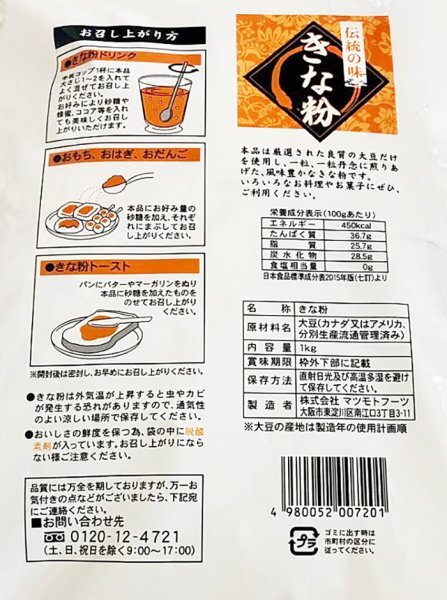 お召し上がり方
●きな粉ドリンク
牛乳コップ1杯に本品
大さじ1〜2を入れて
よく混ぜてお召し上
がりください。
お好みにより砂糖や
蜂蜜、ココア等を入れ
ても美味しくお召し
上がりいただけます。
●おもち、おはぎ、おだんご
本品にお好み量の
砂糖を加え、それぞ
れにまぶしてお召
し上がりください。
●きな粉トースト
パンにバターやマーガリンをぬり
本品に砂糖を加えたものを
のせてお召し上がり
ください。
※開封後は密封し、お早めにお召し上がりください。
●きな粉は外気温が上昇すると虫やカビ
が発生する恐れがありますので、通気性
のよい涼しい場所で保存してください。
●おいしさの鮮度を保つ為、袋の中に脱酸
素剤が入っています。お召し上がりになら
ない様ご注意ください。
品質には万全を期しておりますが、万一お
気付きの点などがございましたら、下記宛
にご連絡ください。
■お問い合わせ先
0120-12-4721
(土、日、祝日を除く9:00〜17:00)
伝統の味
きな粉
本品は厳選された良質の大豆だけ
を使用し、一粒、一粒丹念に煎りあ
げた、風味豊かなきな粉です。
いろいろなお料理やお菓子にぜひ、
ご利用ください。
栄養成分表示(100gあたり)
エネルギー 450kcal
たんぱく質 36.7g
脂質 25.7g
炭水化物 28.5g
食塩相当量 0g
日本食品標準成分表2015年版(七訂)より
名称 きな粉
原材料名 大豆(カナダ又はアメリカ、
分別生産流通管理済み)
内容量 1kg
賞味期限 枠外下部に記載
保存方法 直射日光及び高温多湿を避け
て保存してください。
製造者 株式会社 マツモトフーツ
大阪市東淀川区南江口3丁目3-11
※大豆の産地は製造年の使用計画順
4 980052 007201
プラ
ゴミに出す時は
市町村の区分に
従ってください。